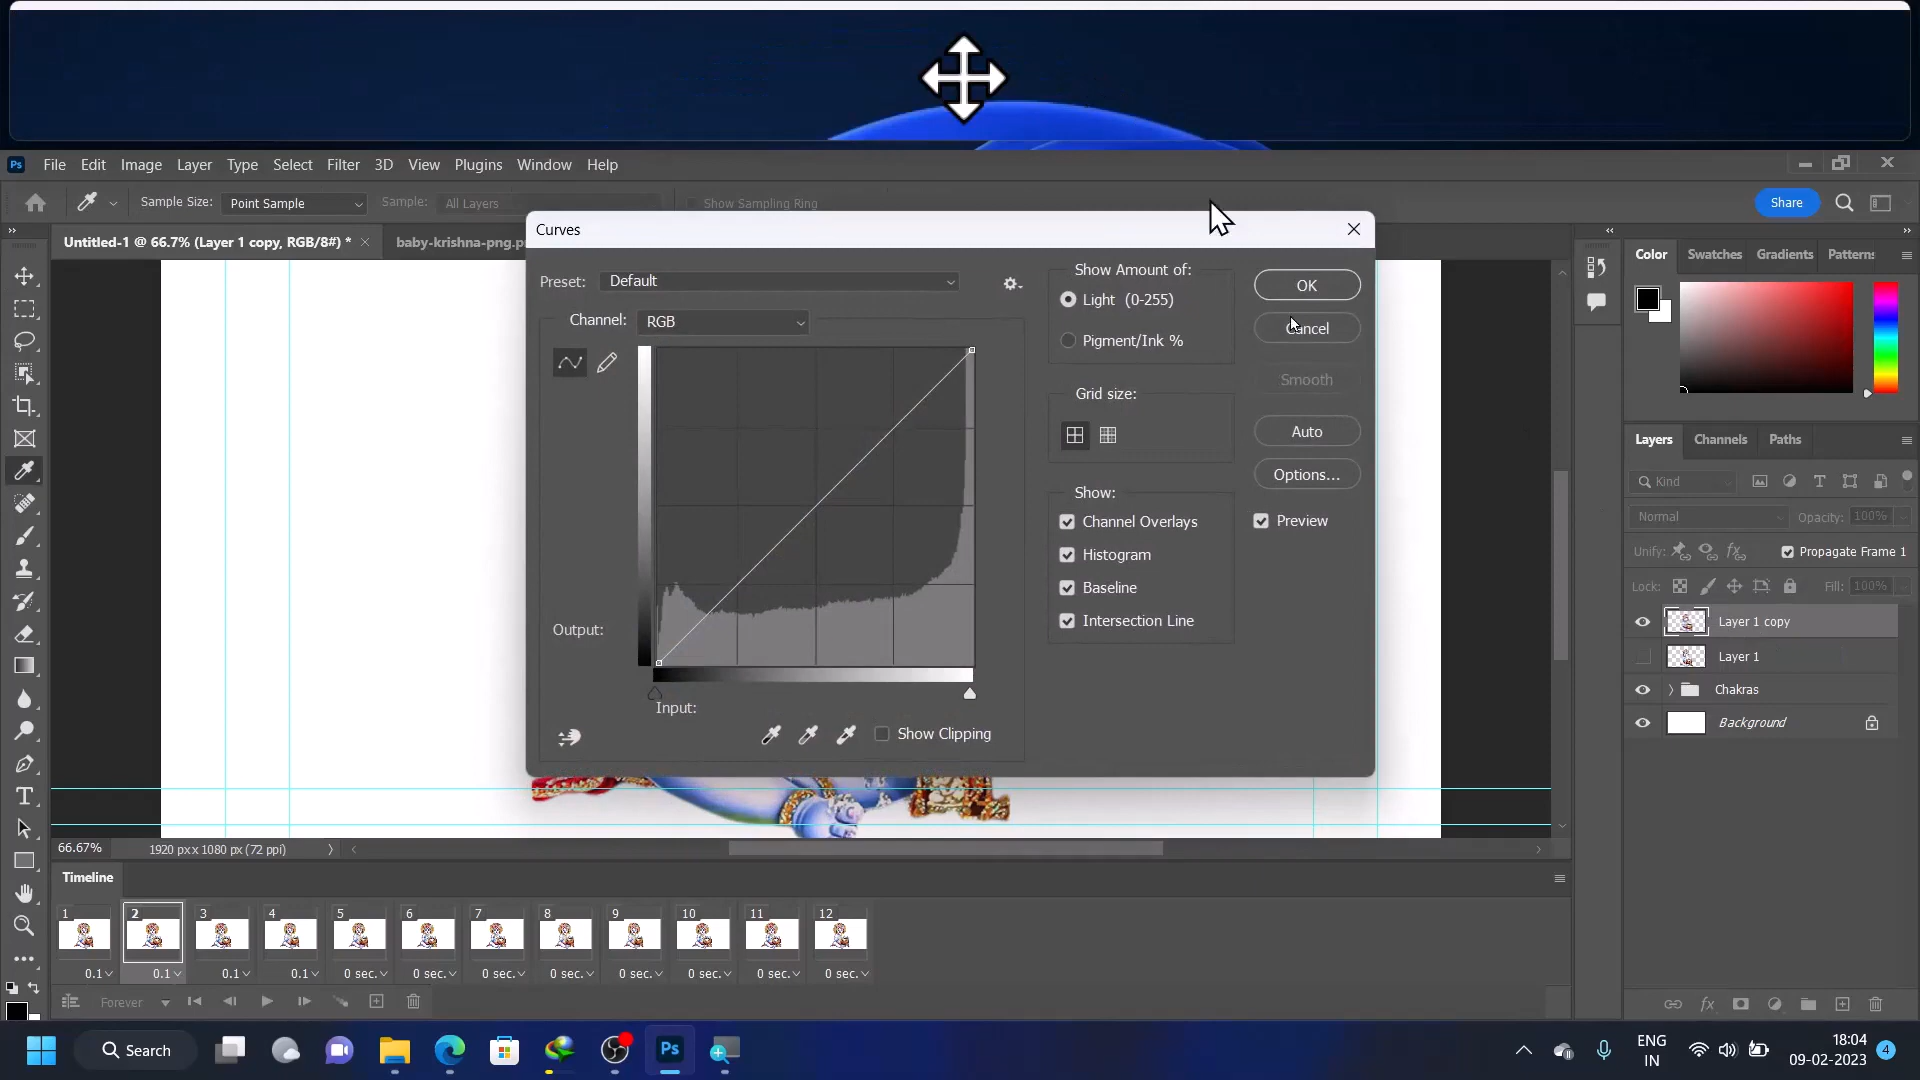 Ps File Edit Image Layer Type Select Filter 3D View Plugins Window Help
Sample Size: Point Sample Sample: All Layers Show Sampling Ring Share
Untitled-1 @ 66.7% (Layer 1 copy, RGB/8#) * baby-krishna-png.p
Curves
Preset: Default
Channel: RGB
Output:
Input:
Show Clipping
Show Amount of:
Light (0-255)
Pigment/Ink %
Grid size:
Show:
Channel Overlays
Histogram
Baseline
Intersection Line
OK
Cancel
Smooth
Auto
Options...
Preview
Color Swatches Gradients Patterns
Layers Channels Paths
Kind
Normal Opacity: 100%
Unify: Propagate Frame 1
Lock: Fill: 100%
Layer 1 copy
Layer 1
Chakras
Background
66.67% 1920 px x 1080 px (72 ppi)
Timeline
1 2 3 4 5 6 7 8 9 10 11 12
0.1 0.1 0.1 0.1 0 sec. 0 sec. 0 sec. 0 sec. 0 sec. 0 sec. 0 sec. 0 sec.
Forever
Search
Ps
ENG
IN
18:04
09-02-2023
4